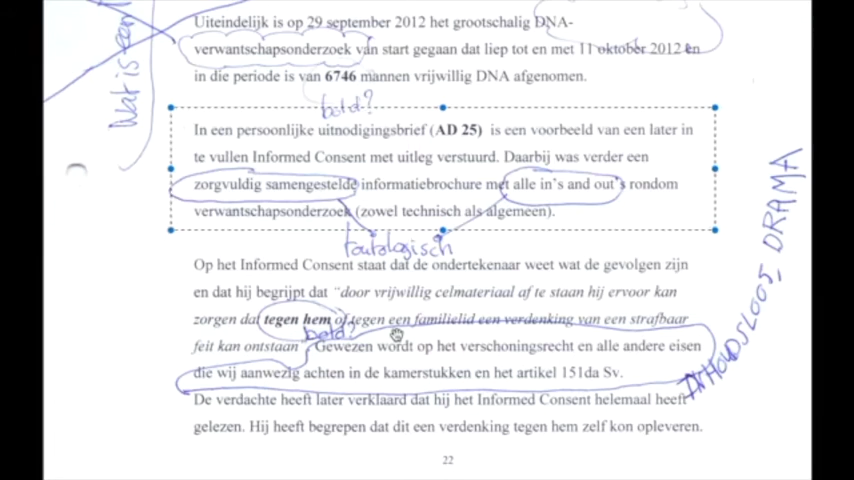 Uiteindelijk is op 29 september 2012 het grootschalig DNA-
verwantschapsonderzoek van start gegaan dat liep tot en met 11 oktober 2012 en
in die periode is van 6746 mannen vrijwillig DNA afgenomen.
Wat is een
bold?
In een persoonlijke uitnodigingsbrief (AD 25) is een voorbeeld van een later in
te vullen Informed Consent met uitleg verstuurd. Daarbij was verder een
zorgvuldig samengestelde informatiebrochure met alle in's and out's rondom
verwantschapsonderzoek (zowel technisch als algemeen).
tautologisch
Op het Informed Consent staat dat de ondertekenaar weet wat de gevolgen zijn
en dat hij begrijpt dat "door vrijwillig celmateriaal af te staan hij ervoor kan
zorgen dat tegen hem of tegen een familielid een verdenking van een strafbaar
bold?
feit kan ontstaan Gewezen wordt op het verschoningsrecht en alle andere eisen
die wij aanwezig achten in de kamerstukken en het artikel 151da Sv.
INHOUDSLOOS DRAMA
De verdachte heeft later verklaard dat hij het Informed Consent helemaal heeft
gelezen. Hij heeft begrepen dat dit een verdenking tegen hem zelf kon opleveren.
22